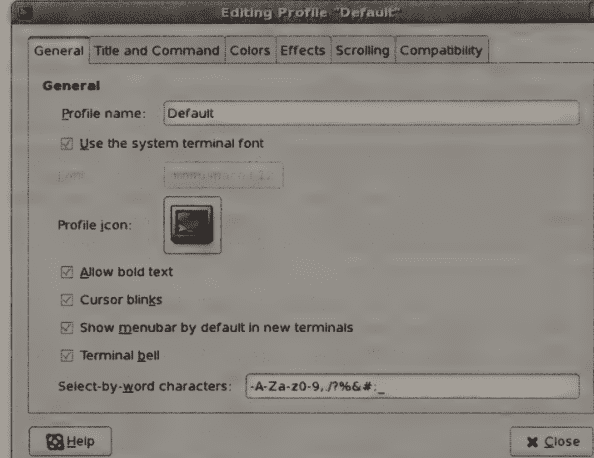 Editing Profile "Default"
General Title and Command Colors Effects Scrolling Compatibility
General
Profile name: Default
Use the system terminal font
Profile icon:
Allow bold text
Cursor blinks
Show menubar by default in new terminals
Terminal bell
Select-by-word characters: -A-Za-z0-9,./?%&#:_
Help Close